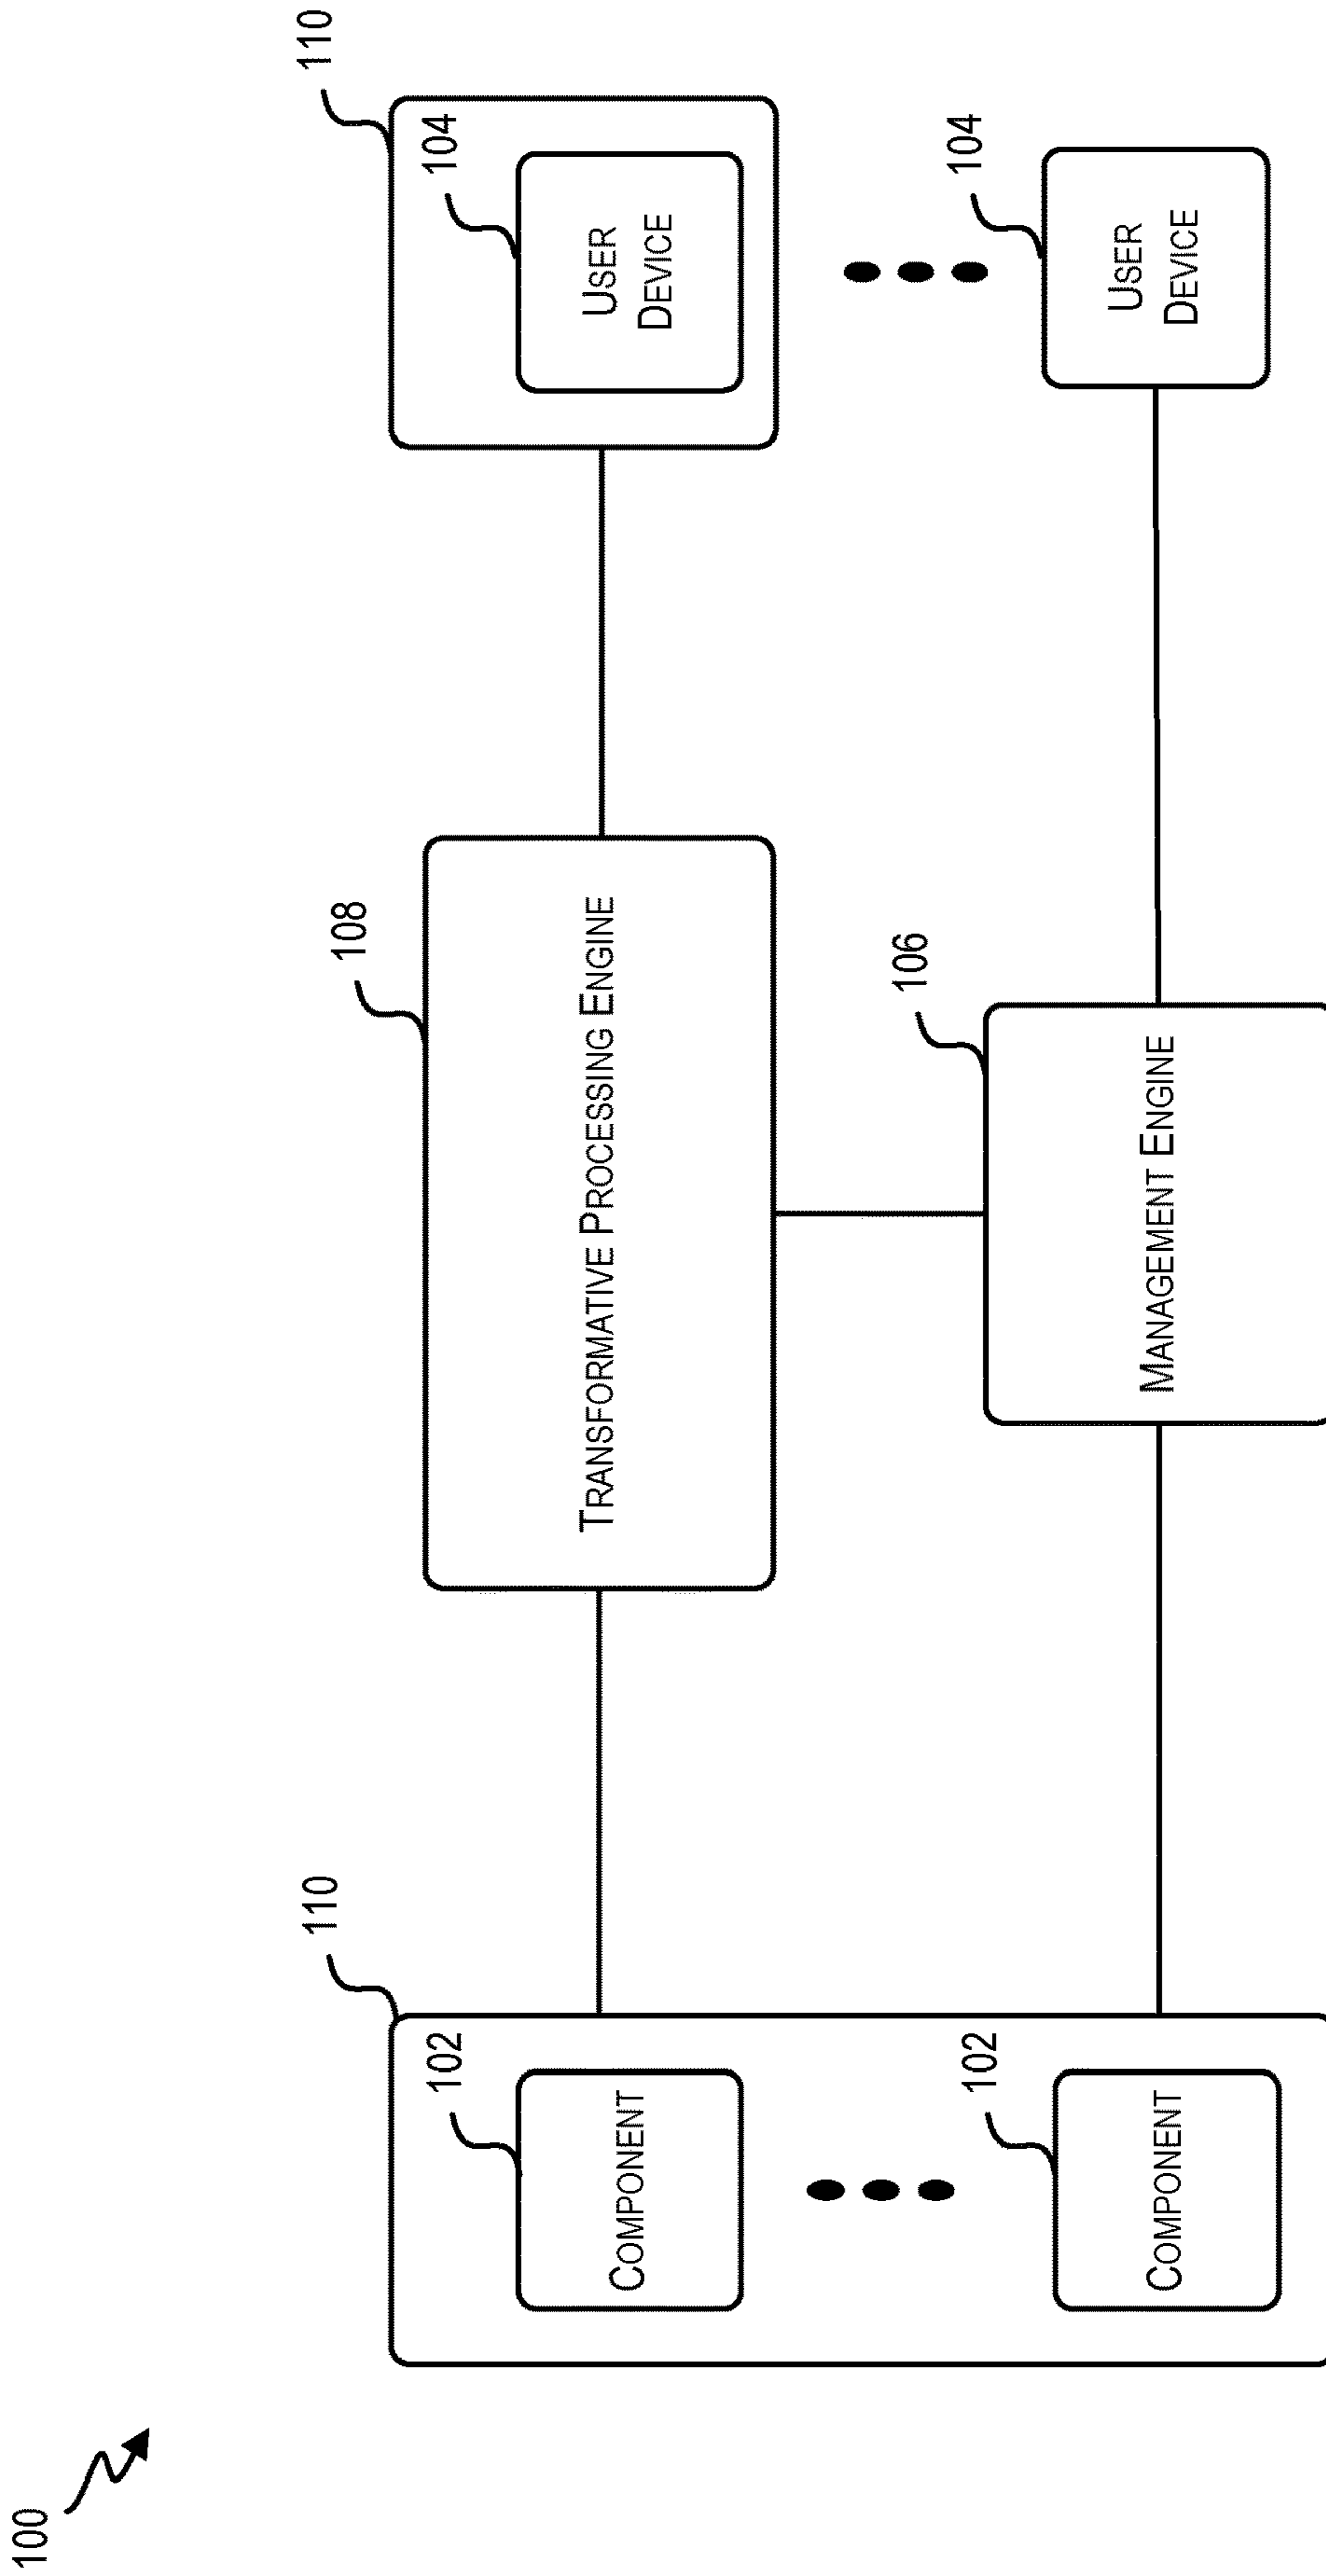 100
110
102
COMPONENT
102
COMPONENT
108
TRANSFORMATIVE PROCESSING ENGINE
106
MANAGEMENT ENGINE
110
104
USER
DEVICE
104
USER
DEVICE